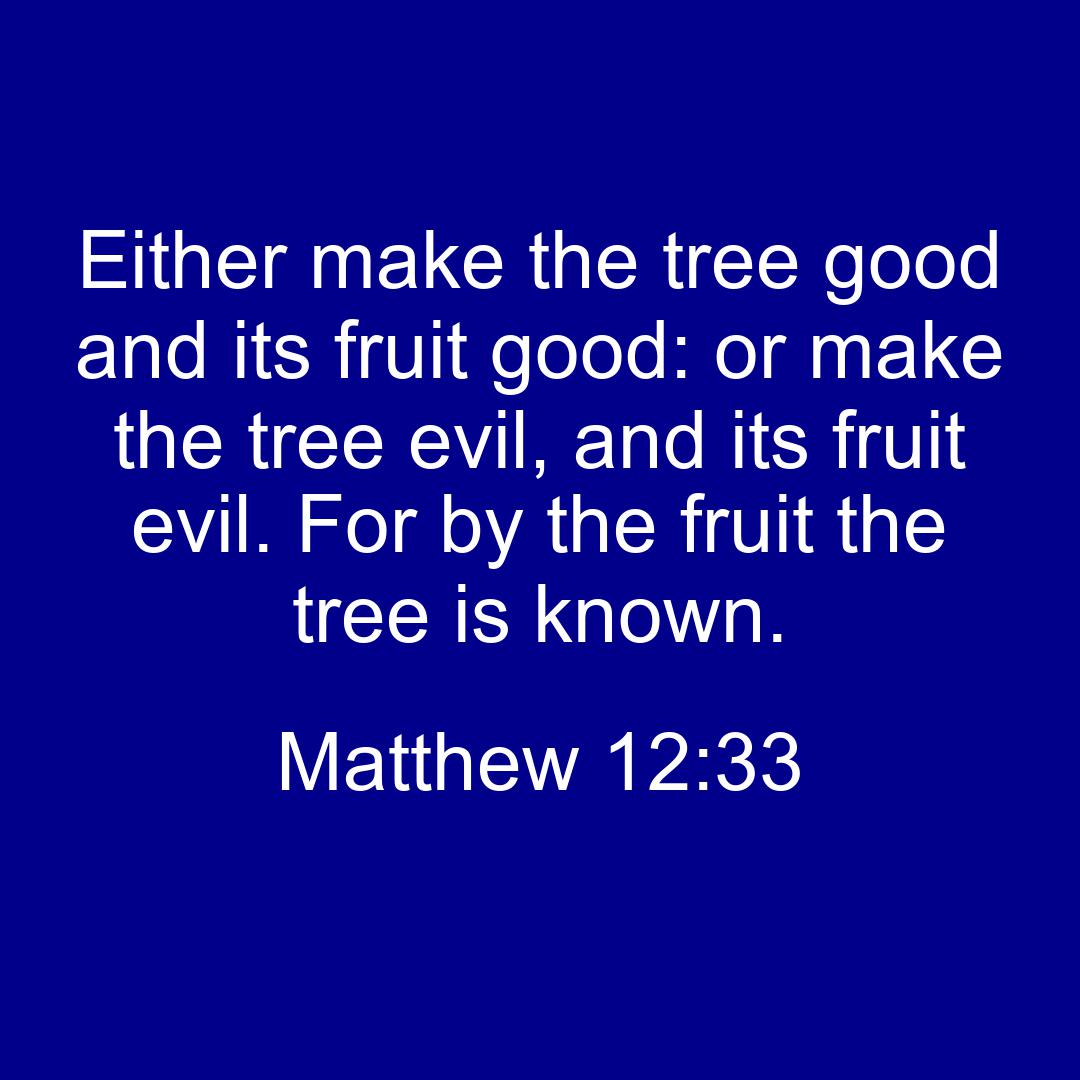 Either make the tree good
and its fruit good: or make
the tree evil, and its fruit
evil. For by the fruit the
tree is known.
Matthew 12:33